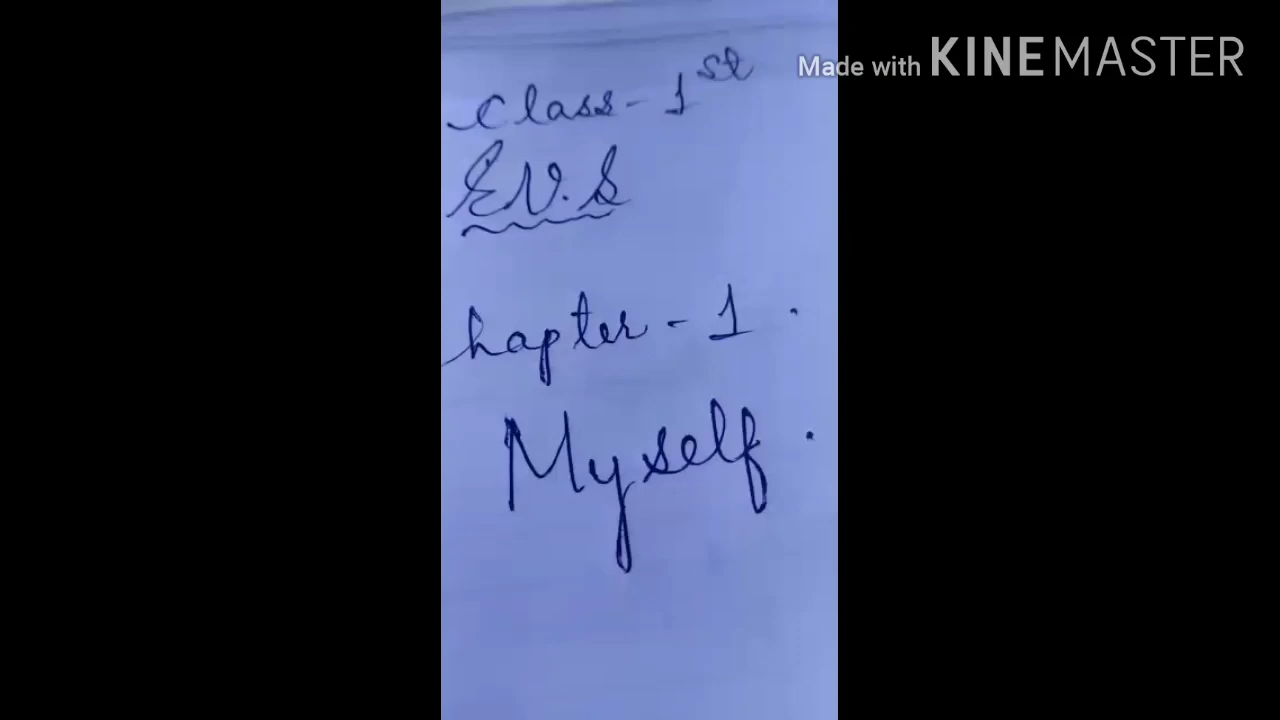 Made with KINEMASTER
Class - 1st
E.V.S
hapter - 1.
Myself.